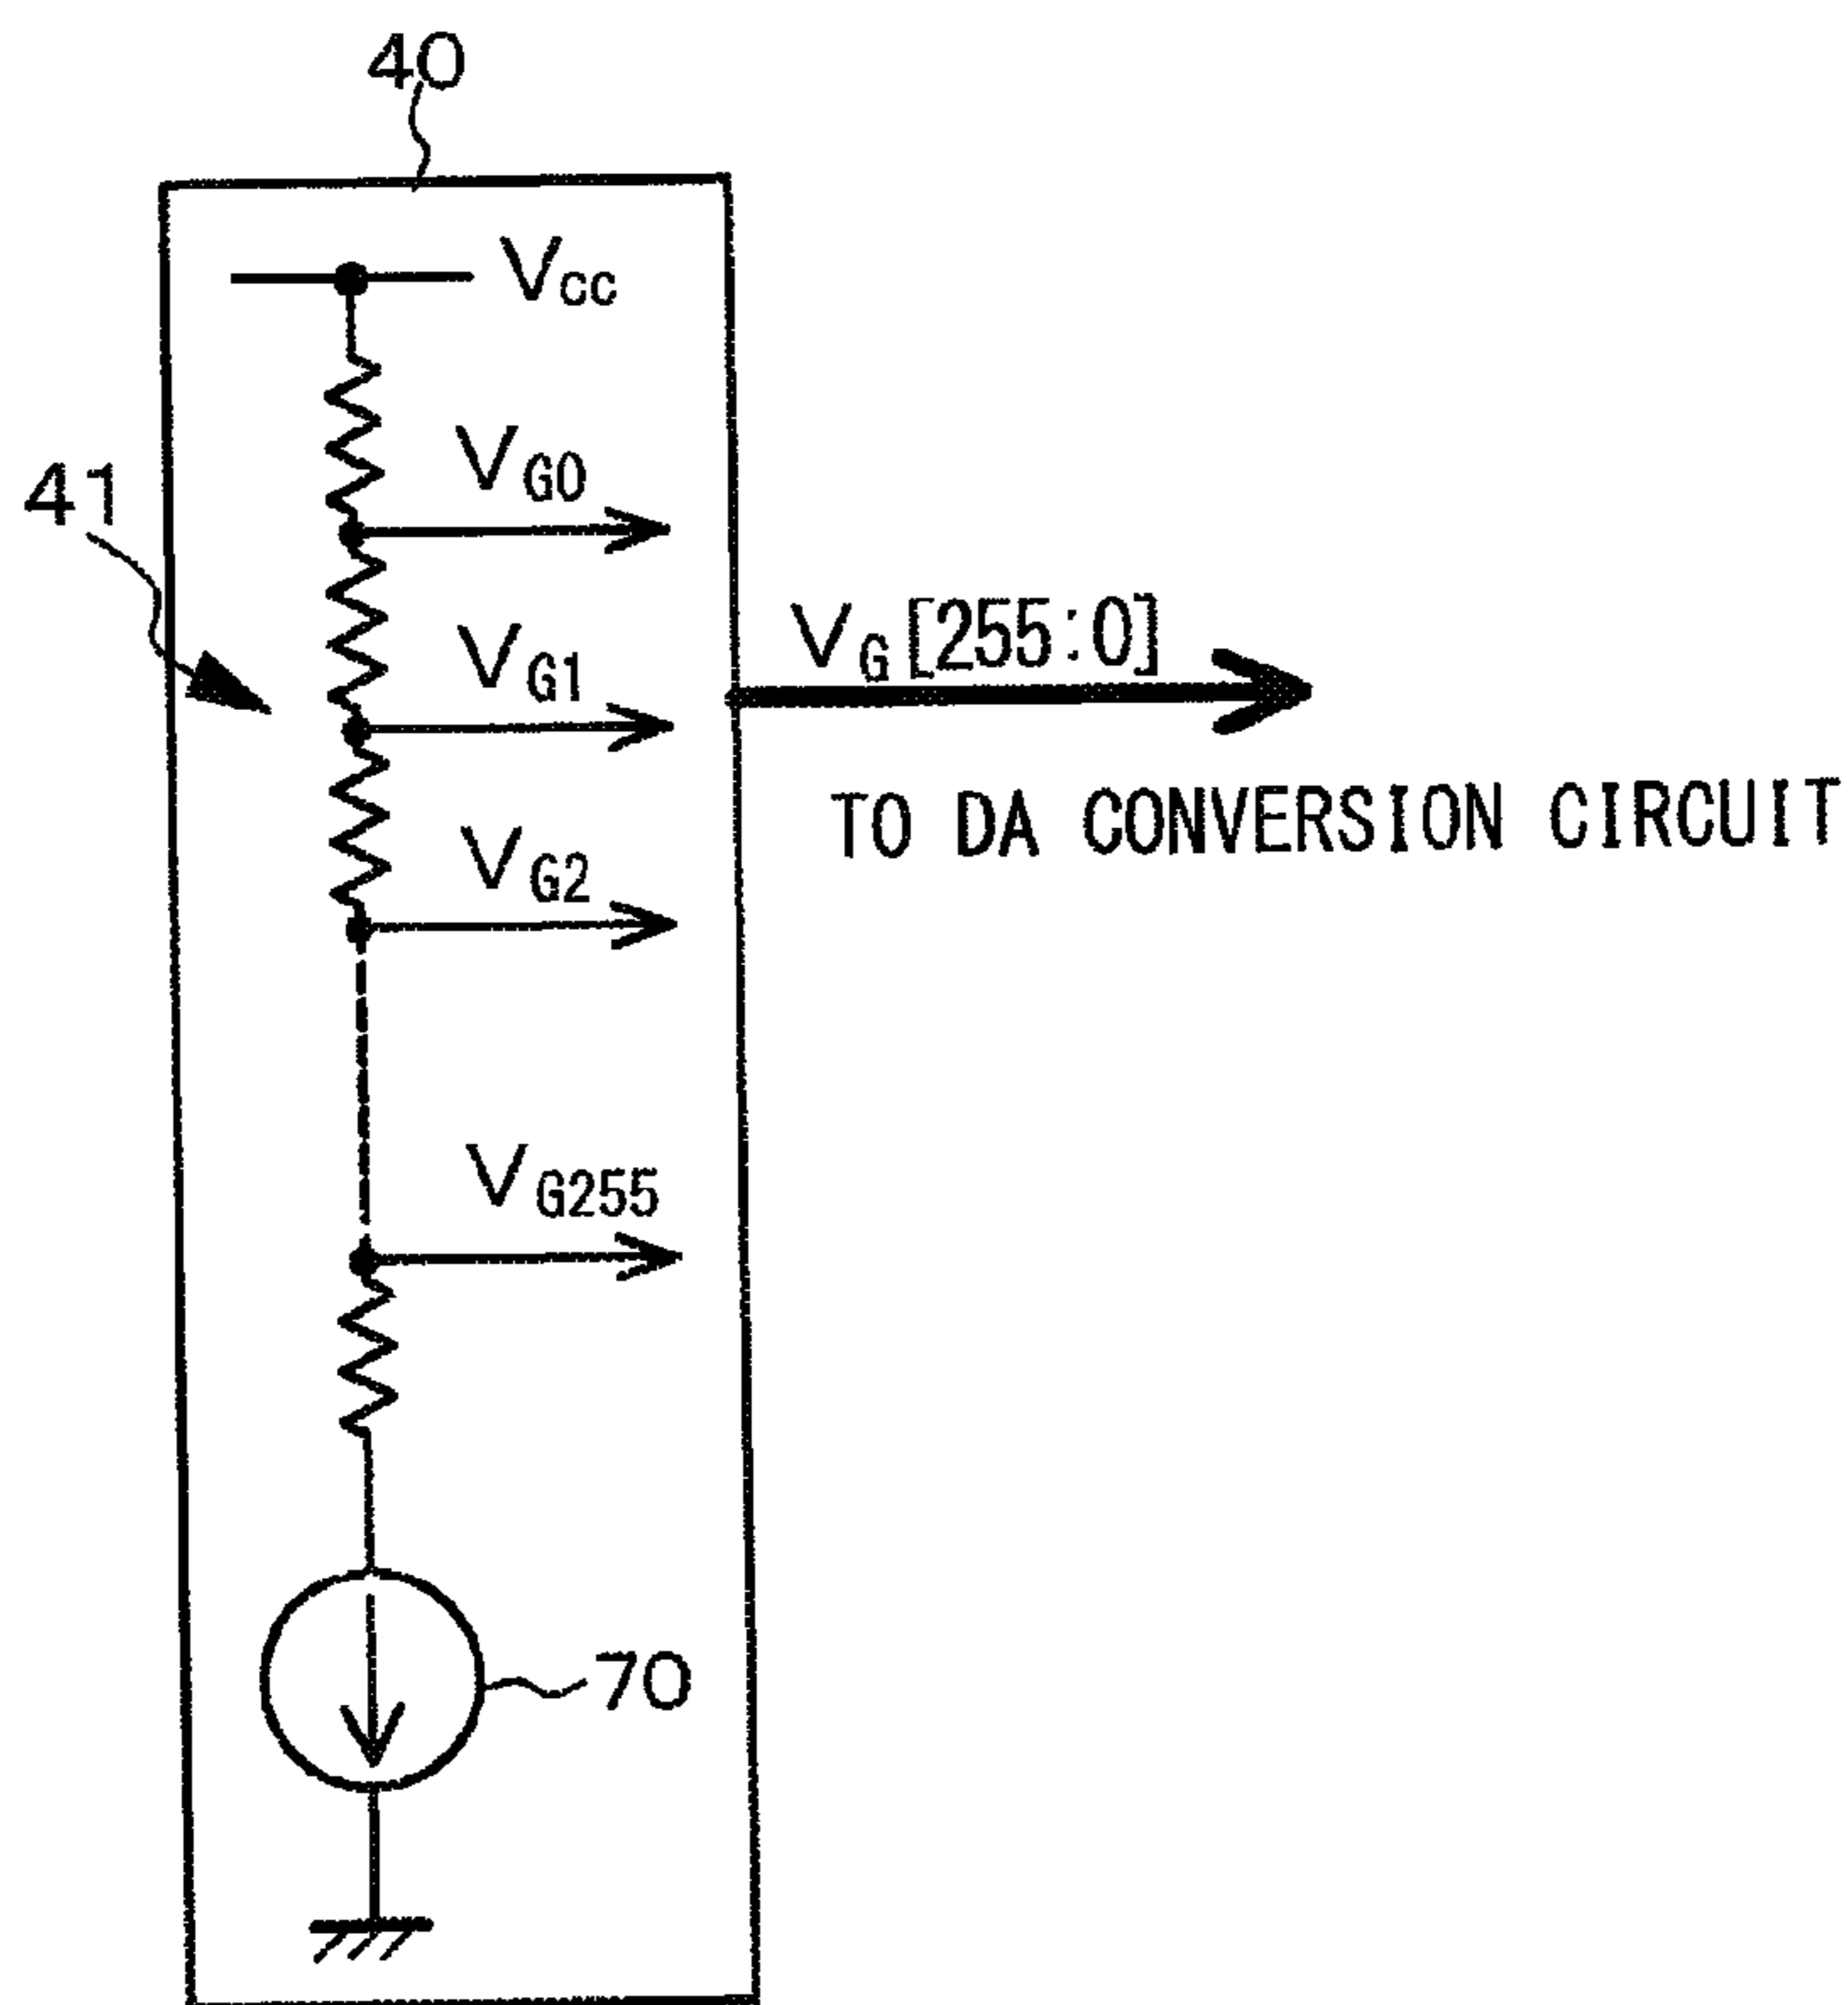 40
Vcc
VG0
41
VG1
VG[255:0]
TO DA CONVERSION CIRCUIT
VG2
VG255
70